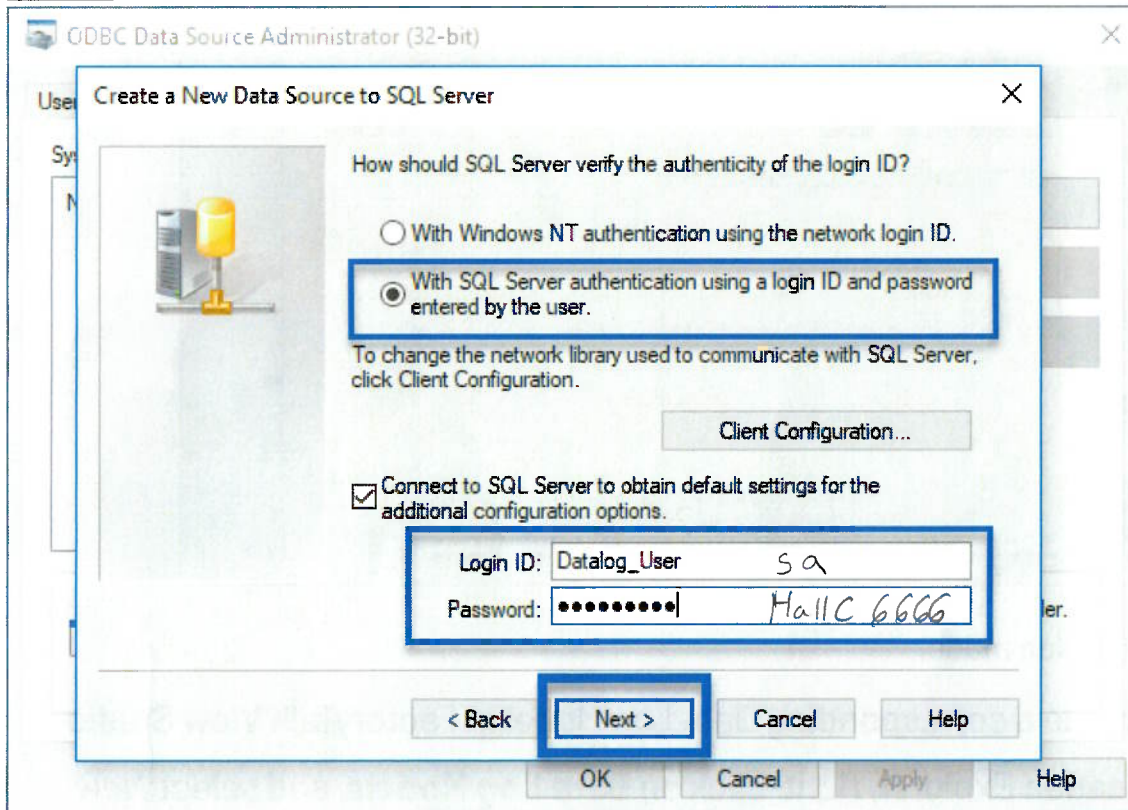 ODBC Data Source Administrator (32-bit)
User
Create a New Data Source to SQL Server
Sys
N
How should SQL Server verify the authenticity of the login ID?
With Windows NT authentication using the network login ID.
With SQL Server authentication using a login ID and password
entered by the user.
To change the network library used to communicate with SQL Server,
click Client Configuration.
Client Configuration...
Connect to SQL Server to obtain default settings for the
additional configuration options.
Login ID: Datalog_User sa
Password: ●●●●●●●●● HallC 6666
ler.
< Back Next > Cancel Help
OK Cancel Apply Help